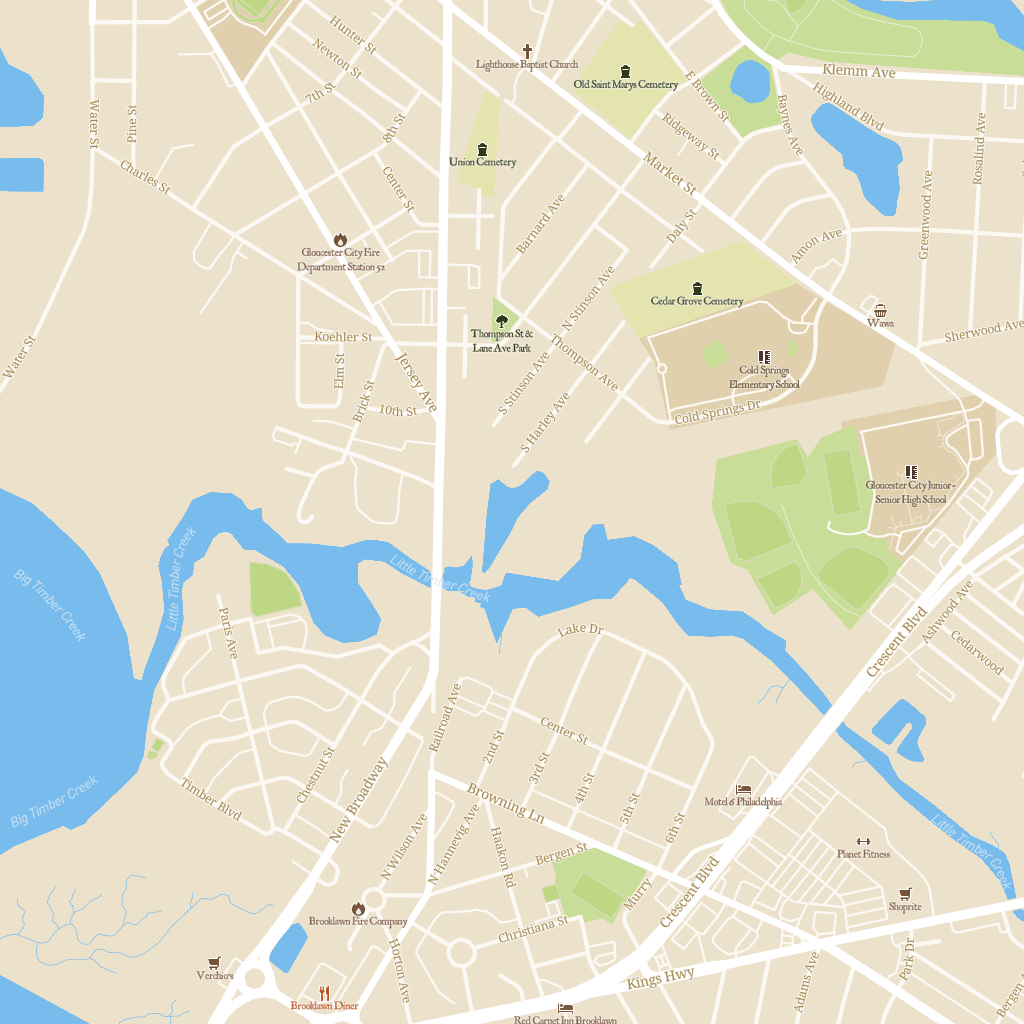 Hunter St
Newton St
7th St
8th St
Center St
Water St
Pine St
Charles St
Lighthouse Baptist Church
Old Saint Marys Cemetery
Union Cemetery
E Brown St
Ridgeway St
Klemm Ave
Highland Blvd
Baynes Ave
Rosalind Ave
Greenwood Ave
Market St
Barnard Ave
Daly St
Amon Ave
Gloucester City Fire
Department Station 52
Cedar Grove Cemetery
Wawa
Sherwood Ave
Water St
Koehler St
Elm St
Brick St
10th St
Jersey Ave
Thompson St &
Lane Ave Park
N Stinson Ave
Thompson Ave
S Stinson Ave
S Harley Ave
Cold Springs
Elementary School
Cold Springs Dr
Gloucester City Junior-
Senior High School
Big Timber Creek
Little Timber Creek
Little Timber Creek
Paris Ave
Lake Dr
Crescent Blvd
Ashwood Ave
Cedarwood
Railroad Ave
Center St
2nd St
3rd St
4th St
5th St
6th St
Chestnut St
Timber Blvd
New Broadway
Big Timber Creek
Browning Ln
Motel 6 Philadelphia
Planet Fitness
Little Timber Creek
Shoprite
N Wilson Ave
N Hannevig Ave
Haakon Rd
Bergen St
Murry
Crescent Blvd
Brooklawn Fire Company
Christiana St
Horton Ave
Verchio's
Brooklawn Diner
Kings Hwy
Red Carpet Inn Brooklawn
Adams Ave
Park Dr
Bergen